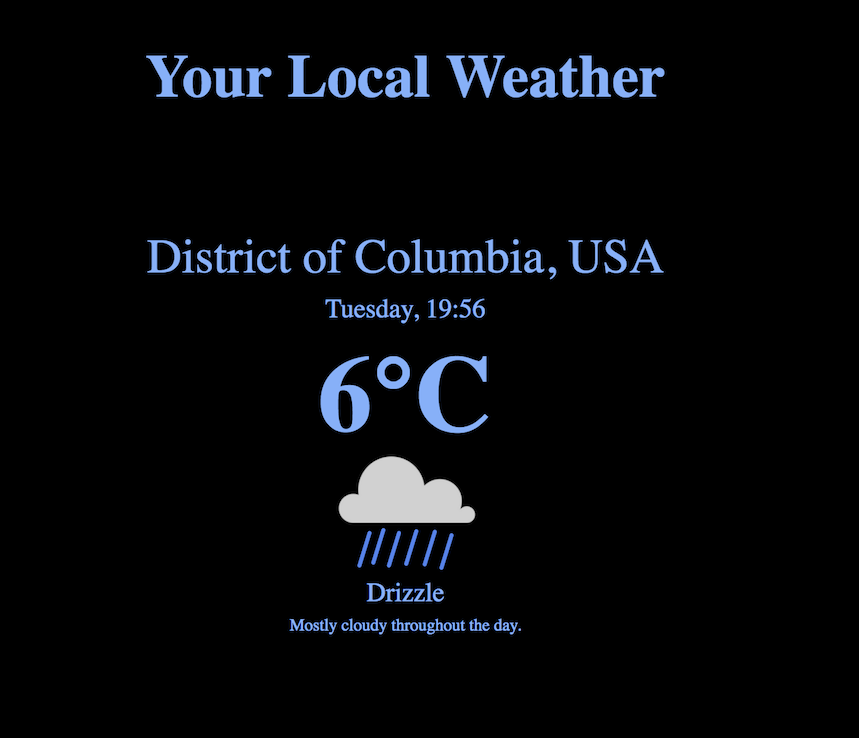 Your Local Weather
District of Columbia, USA
Tuesday, 19:56
6°C
Drizzle
Mostly cloudy throughout the day.